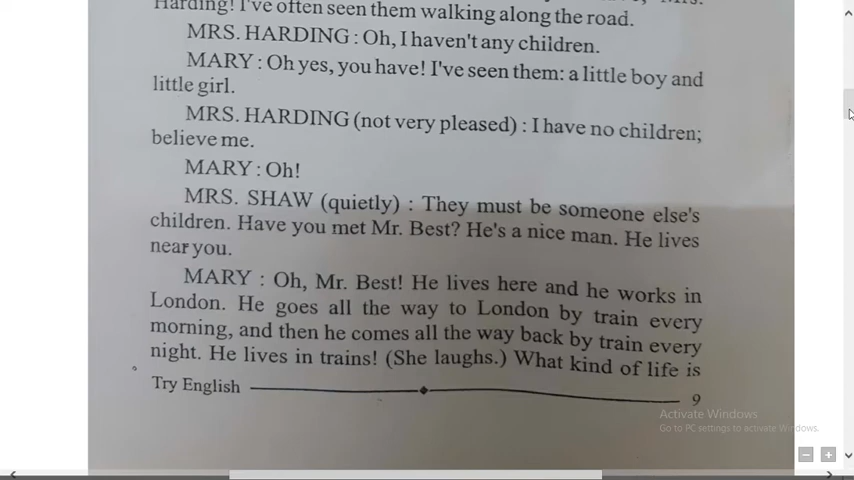 Harding! I've often seen them walking along the road.
MRS. HARDING : Oh, I haven't any children.
MARY : Oh yes, you have! I've seen them: a little boy and
little girl.
MRS. HARDING (not very pleased) : I have no children;
believe me.
MARY : Oh!
MRS. SHAW (quietly) : They must be someone else's
children. Have you met Mr. Best? He's a nice man. He lives
near you.
MARY : Oh, Mr. Best! He lives here and he works in
London. He goes all the way to London by train every
morning, and then he comes all the way back by train every
night. He lives in trains! (She laughs.) What kind of life is
Try English
9
Activate Windows
Go to PC settings to activate Windows.